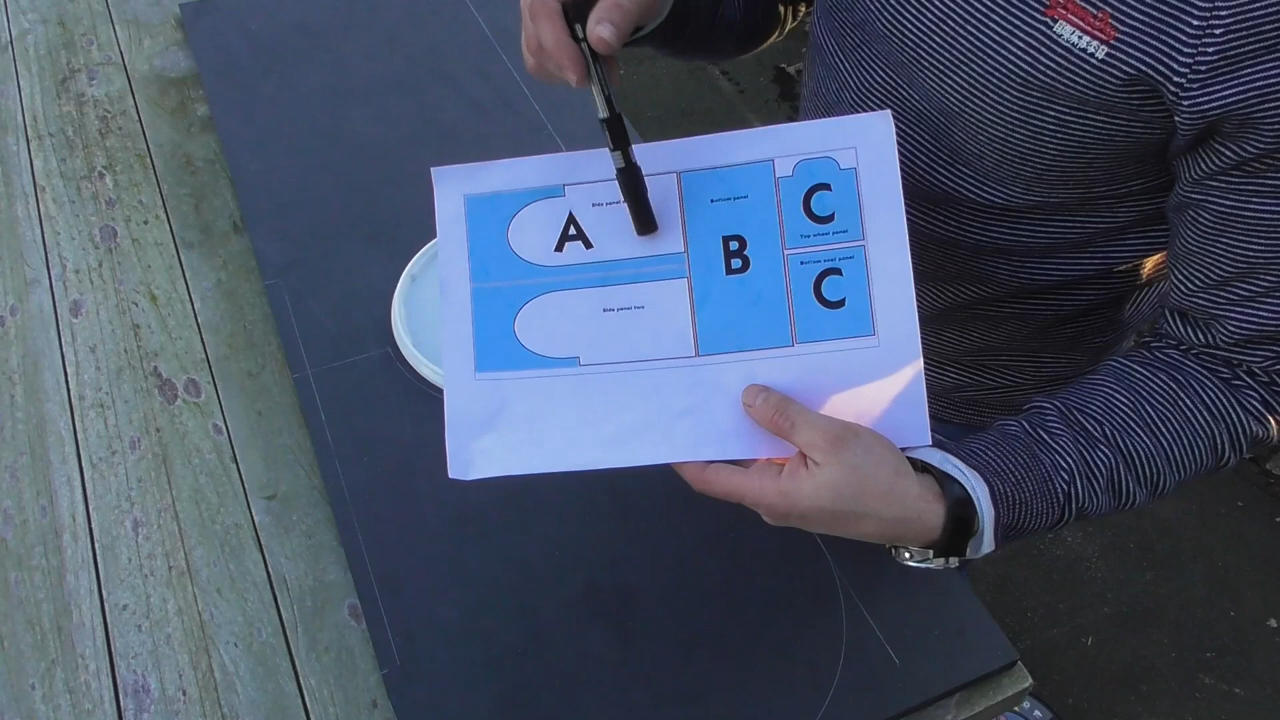 Side panel
A
Side panel two
Bottom panel
B
C
Top wheel panel
Bottom seat panel
C